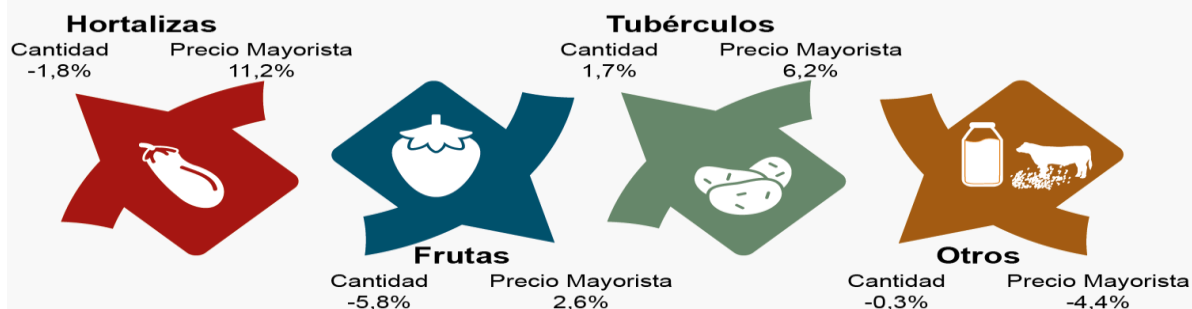 Hortalizas
Cantidad Precio Mayorista
-1,8% 11,2%
Tubérculos
Cantidad Precio Mayorista
1,7% 6,2%
Frutas
Cantidad Precio Mayorista
-5,8% 2,6%
Otros
Cantidad Precio Mayorista
-0,3% -4,4%